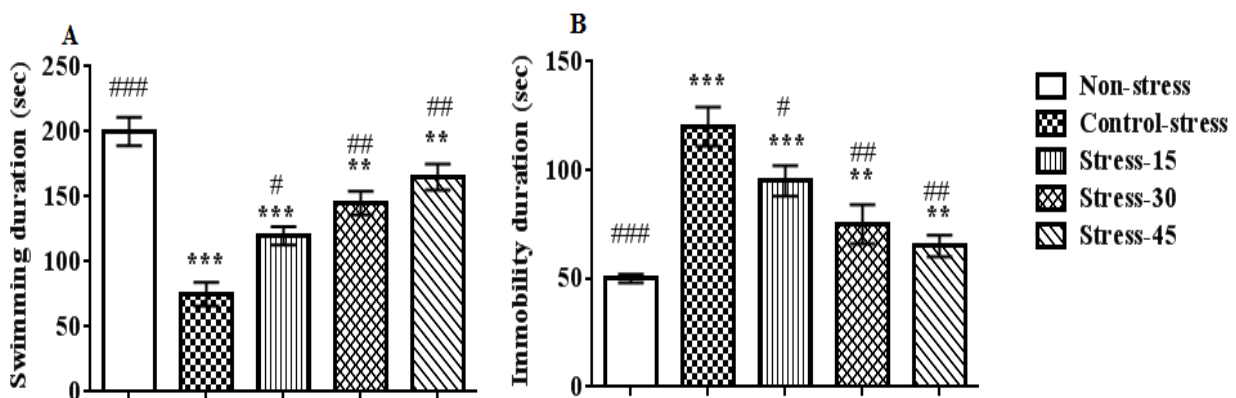 A
Swimming duration (sec)
250
200
150
100
50
0
###
***
#
***
##
**
##
**
B
Immobility duration (sec)
150
100
50
0
###
***
#
***
##
**
##
**
Non-stress
Control-stress
Stress-15
Stress-30
Stress-45